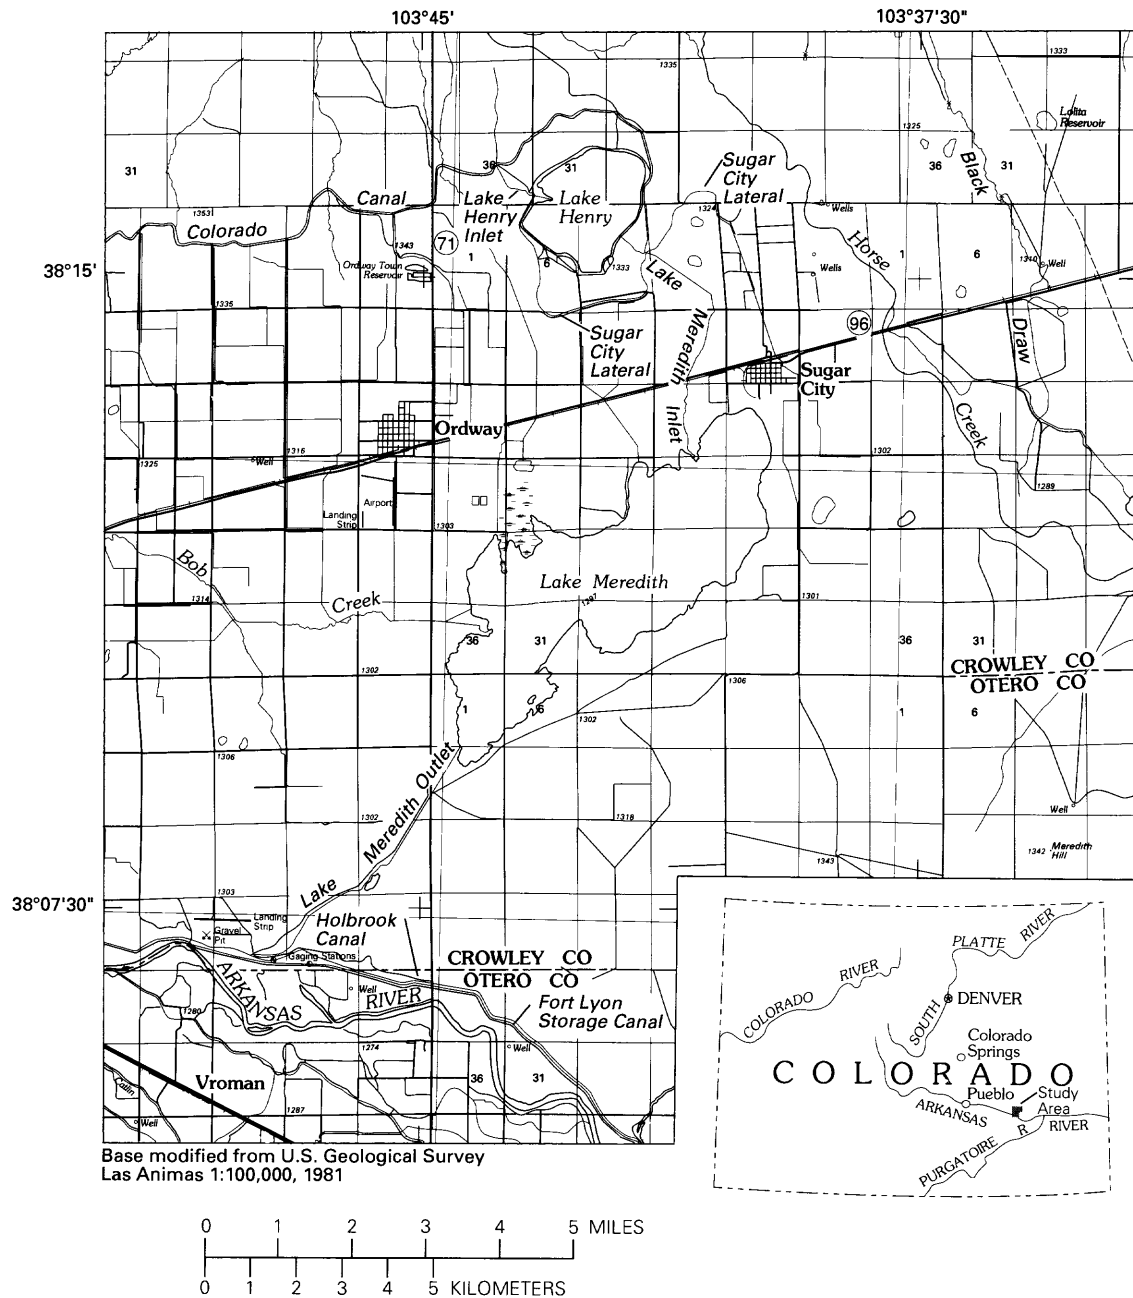 103°45'
103°37'30"
1333
1335
Lolita
Reservoir
1325
31
36
31
36
31
Black
Sugar
City
Lateral
Canal
Lake
Henry
Inlet
Lake
Henry
1324
Wells
1353
Colorado
71
1343
1
6
1333
Horse
1
6
1310
Well
38°15'
Ordway Town
Reservoir
Lake
Meredith
Inlet
Wells
1335
Sugar
City
Lateral
96
Draw
Sugar
City
Ordway
Creek
1316
1325
Well
1302
1289
Airport
Landing
Strip
1303
Bob
Creek
1314
Lake Meredith
1297
1301
36
31
36
31
CROWLEY CO
OTERO CO
1302
1306
1
6
1302
1
6
1306
Lake Meredith Outlet
Well
1302
1318
1343
1342
Meredith
Hill
38°07'30"
1303
Landing
Strip
Gravel
Pit
Holbrook
Canal
Gaging Stations
CROWLEY CO
OTERO CO
ARKANSAS RIVER
Well
Fort Lyon
Storage Canal
1280
1274
Well
Vroman
36
31
Catlin
1287
Well
PLATTE RIVER
COLORADO RIVER
SOUTH
DENVER
Colorado
Springs
COLORADO
Pueblo
Study
Area
ARKANSAS RIVER
PURGATOIRE R
Base modified from U.S. Geological Survey
Las Animas 1:100,000, 1981
0 1 2 3 4 5 MILES
0 1 2 3 4 5 KILOMETERS